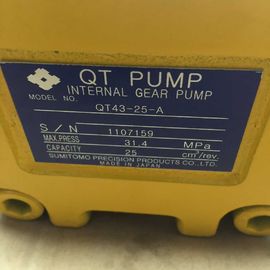 QT PUMP
INTERNAL GEAR PUMP
MODEL NO. QT43-25-A
S/N 1107159
MAX.PRESS 31.4 MPa
CAPACITY 25 cm³/rev.
SUMITOMO PRECISION PRODUCTS CO., LTD.
MADE IN JAPAN